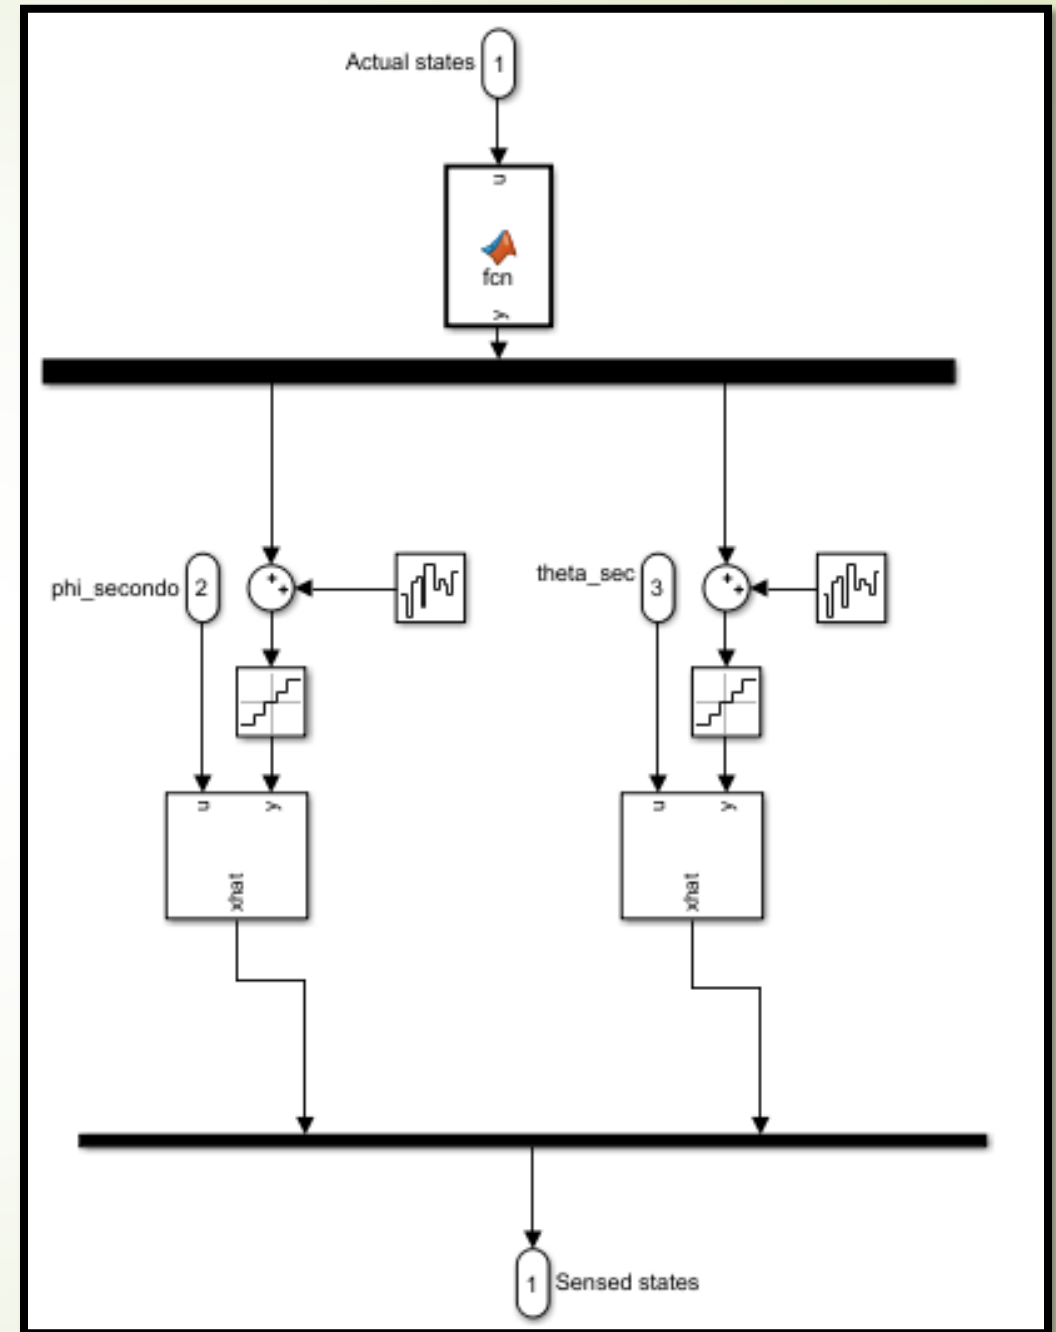 Actual states 1
u
fcn
y
phi_secondo 2
+
+
theta_sec 3
+
+
u y
xhat
u y
xhat
1 Sensed states